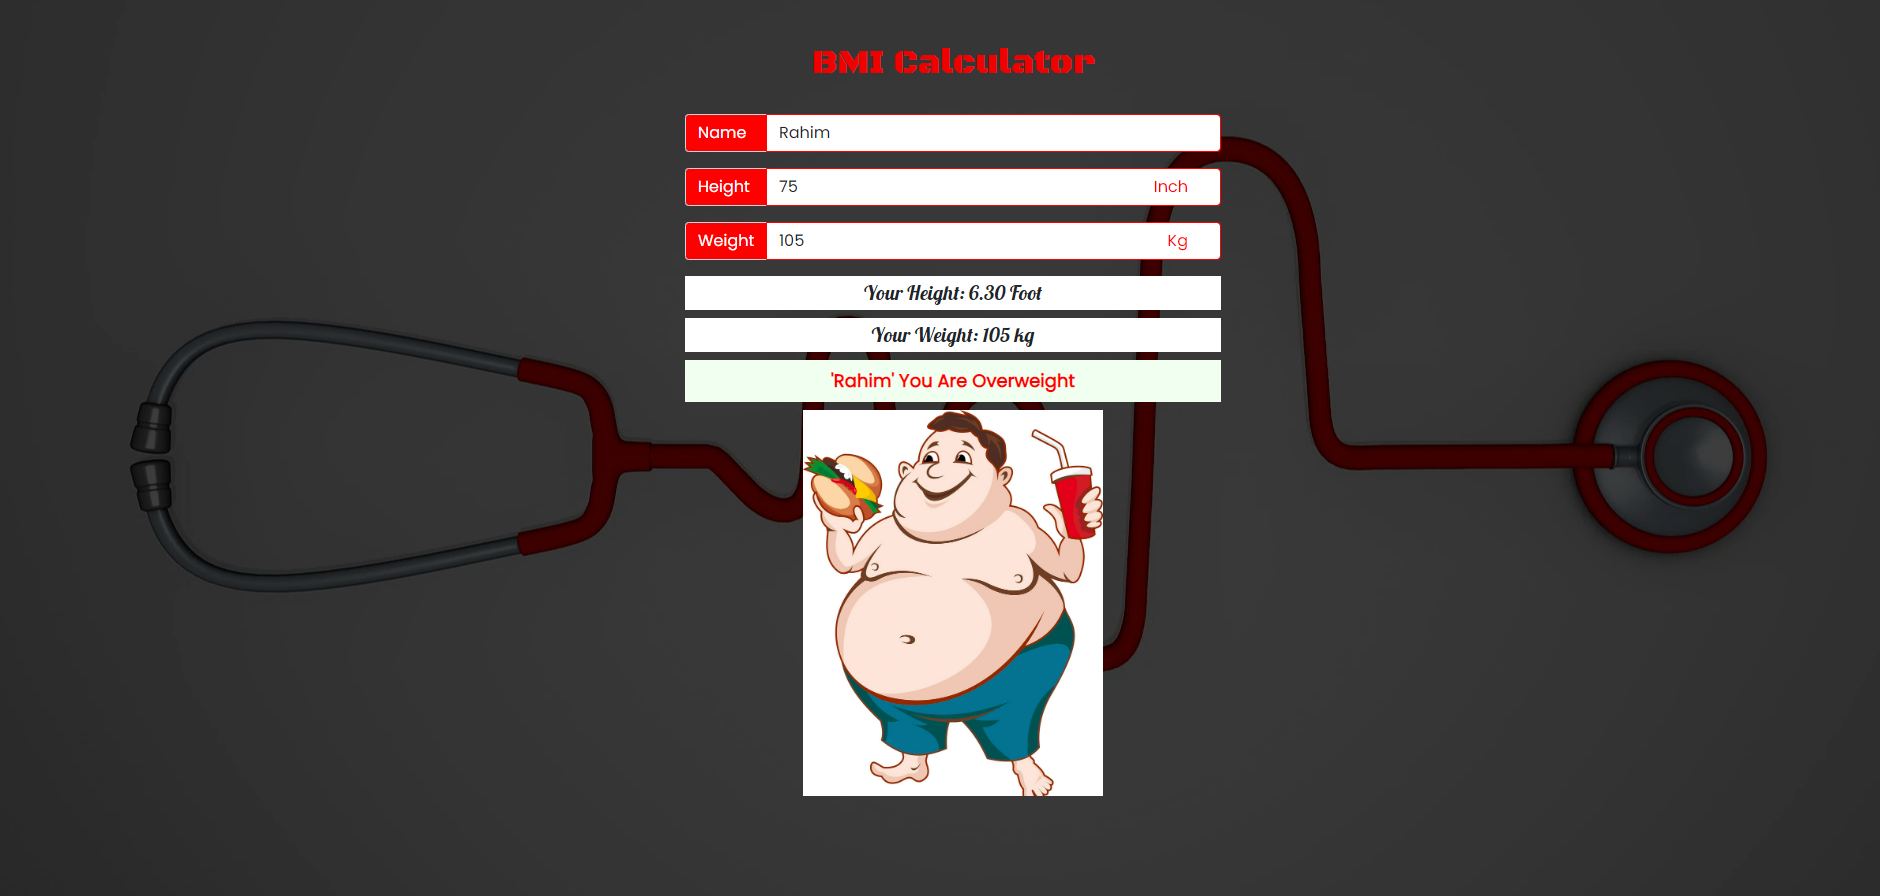 BMI Calculator
Name Rahim
Height 75 Inch
Weight 105 Kg
Your Height: 6.30 Foot
Your Weight: 105 kg
'Rahim' You Are Overweight